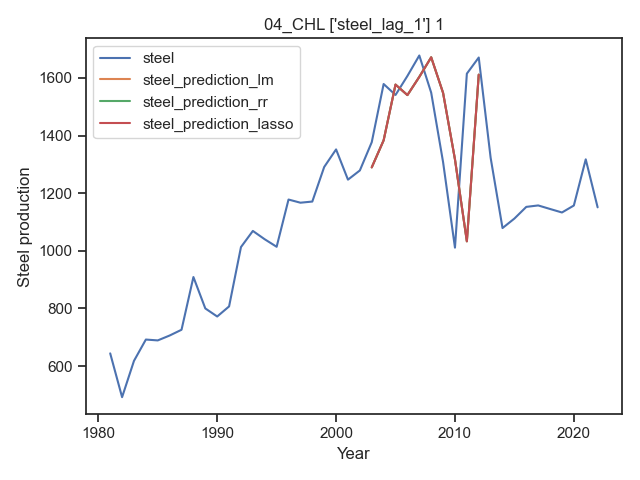 04_CHL ['steel_lag_1'] 1
steel
steel_prediction_lm
steel_prediction_rr
steel_prediction_lasso
Steel production
1600
1400
1200
1000
800
600
1980
1990
2000
2010
2020
Year